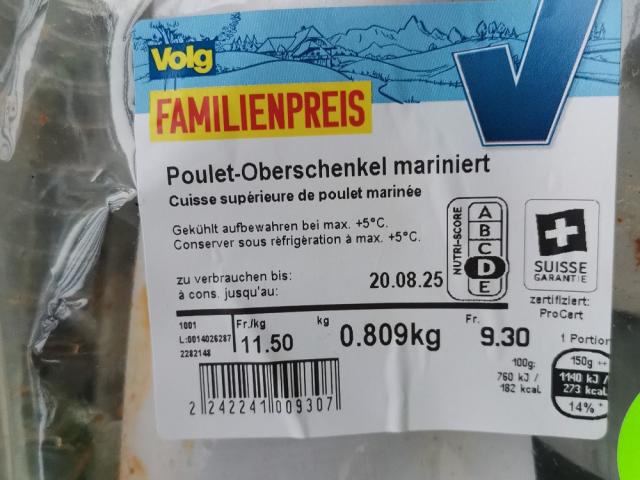 Volg
FAMILIENPREIS
Poulet-Oberschenkel mariniert
Cuisse supérieure de poulet marinée
Gekühlt aufbewahren bei max. +5°C.
Conserver sous réfrigération à max. +5°C.
NUTRI-SCORE
A
B
C
D
E
SUISSE
GARANTIE
zertifiziert:
ProCert
zu verbrauchen bis:
à cons. jusqu'au:
20.08.25
1001
L:0014026287
2282148
Fr./kg
11.50
kg
0.809kg
Fr.
9.30
1 Portion
100g:
760 kJ /
182 kcal
150g ++
1140 kJ /
273 kcal
14% *
2 242241 009307